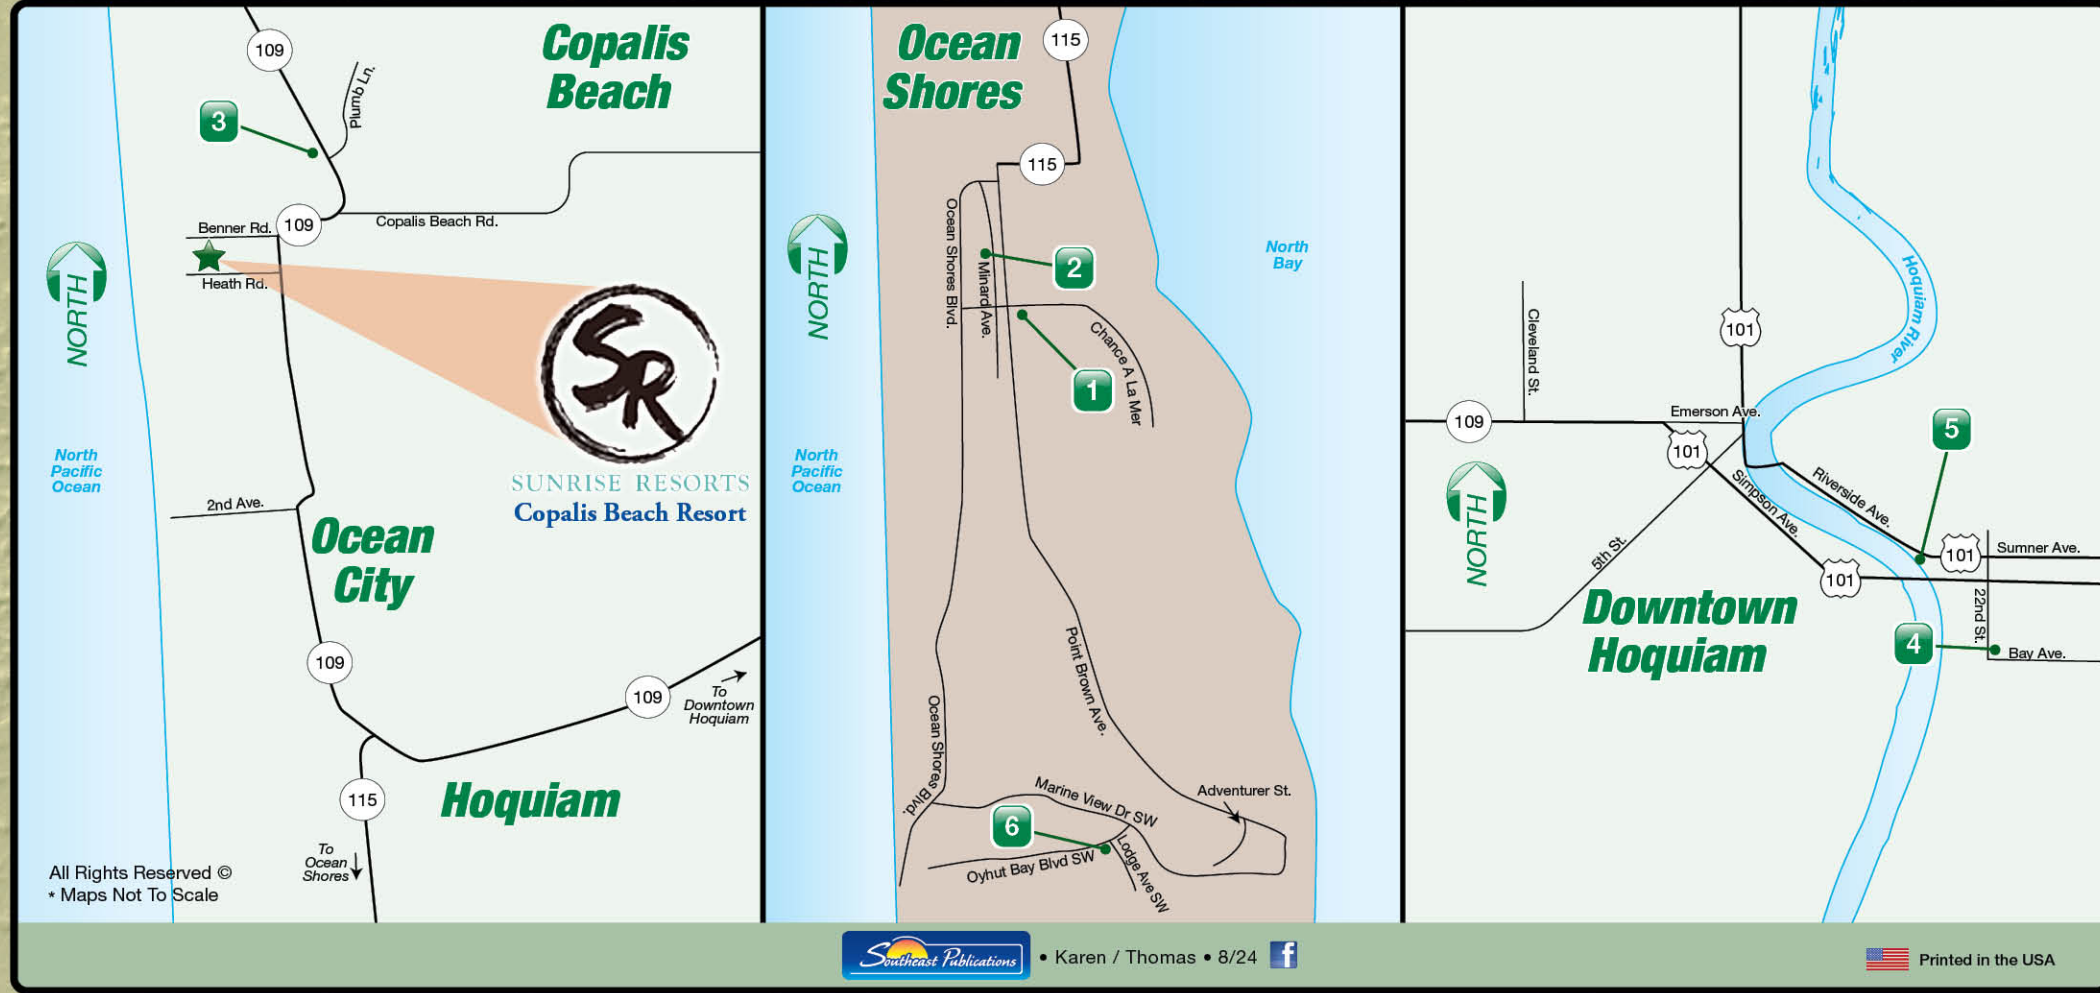 Copalis
Beach
109
Plumb Ln.
3
Benner Rd.
109
Copalis Beach Rd.
Heath Rd.
NORTH
SR
SUNRISE RESORTS
Copalis Beach Resort
North
Pacific
Ocean
2nd Ave.
Ocean
City
109
109
To
Downtown
Hoquiam
115
Hoquiam
To
Ocean
Shores
All Rights Reserved ©
* Maps Not To Scale
Ocean
Shores
115
115
Ocean Shores Blvd.
Minard Ave.
2
NORTH
North
Bay
1
Chance A La Mer
North
Pacific
Ocean
Point Brown Ave.
Ocean Shores Blvd.
Marine View Dr SW
Adventurer St.
6
Oyhut Bay Blvd SW
Lodge Ave SW
Hoquiam River
Cleveland St.
101
109
Emerson Ave.
101
5
NORTH
Simpson Ave.
Riverside Ave.
5th St.
101
Sumner Ave.
101
Downtown
Hoquiam
22nd St.
4
Bay Ave.
Southeast Publications
• Karen / Thomas • 8/24
f
Printed in the USA